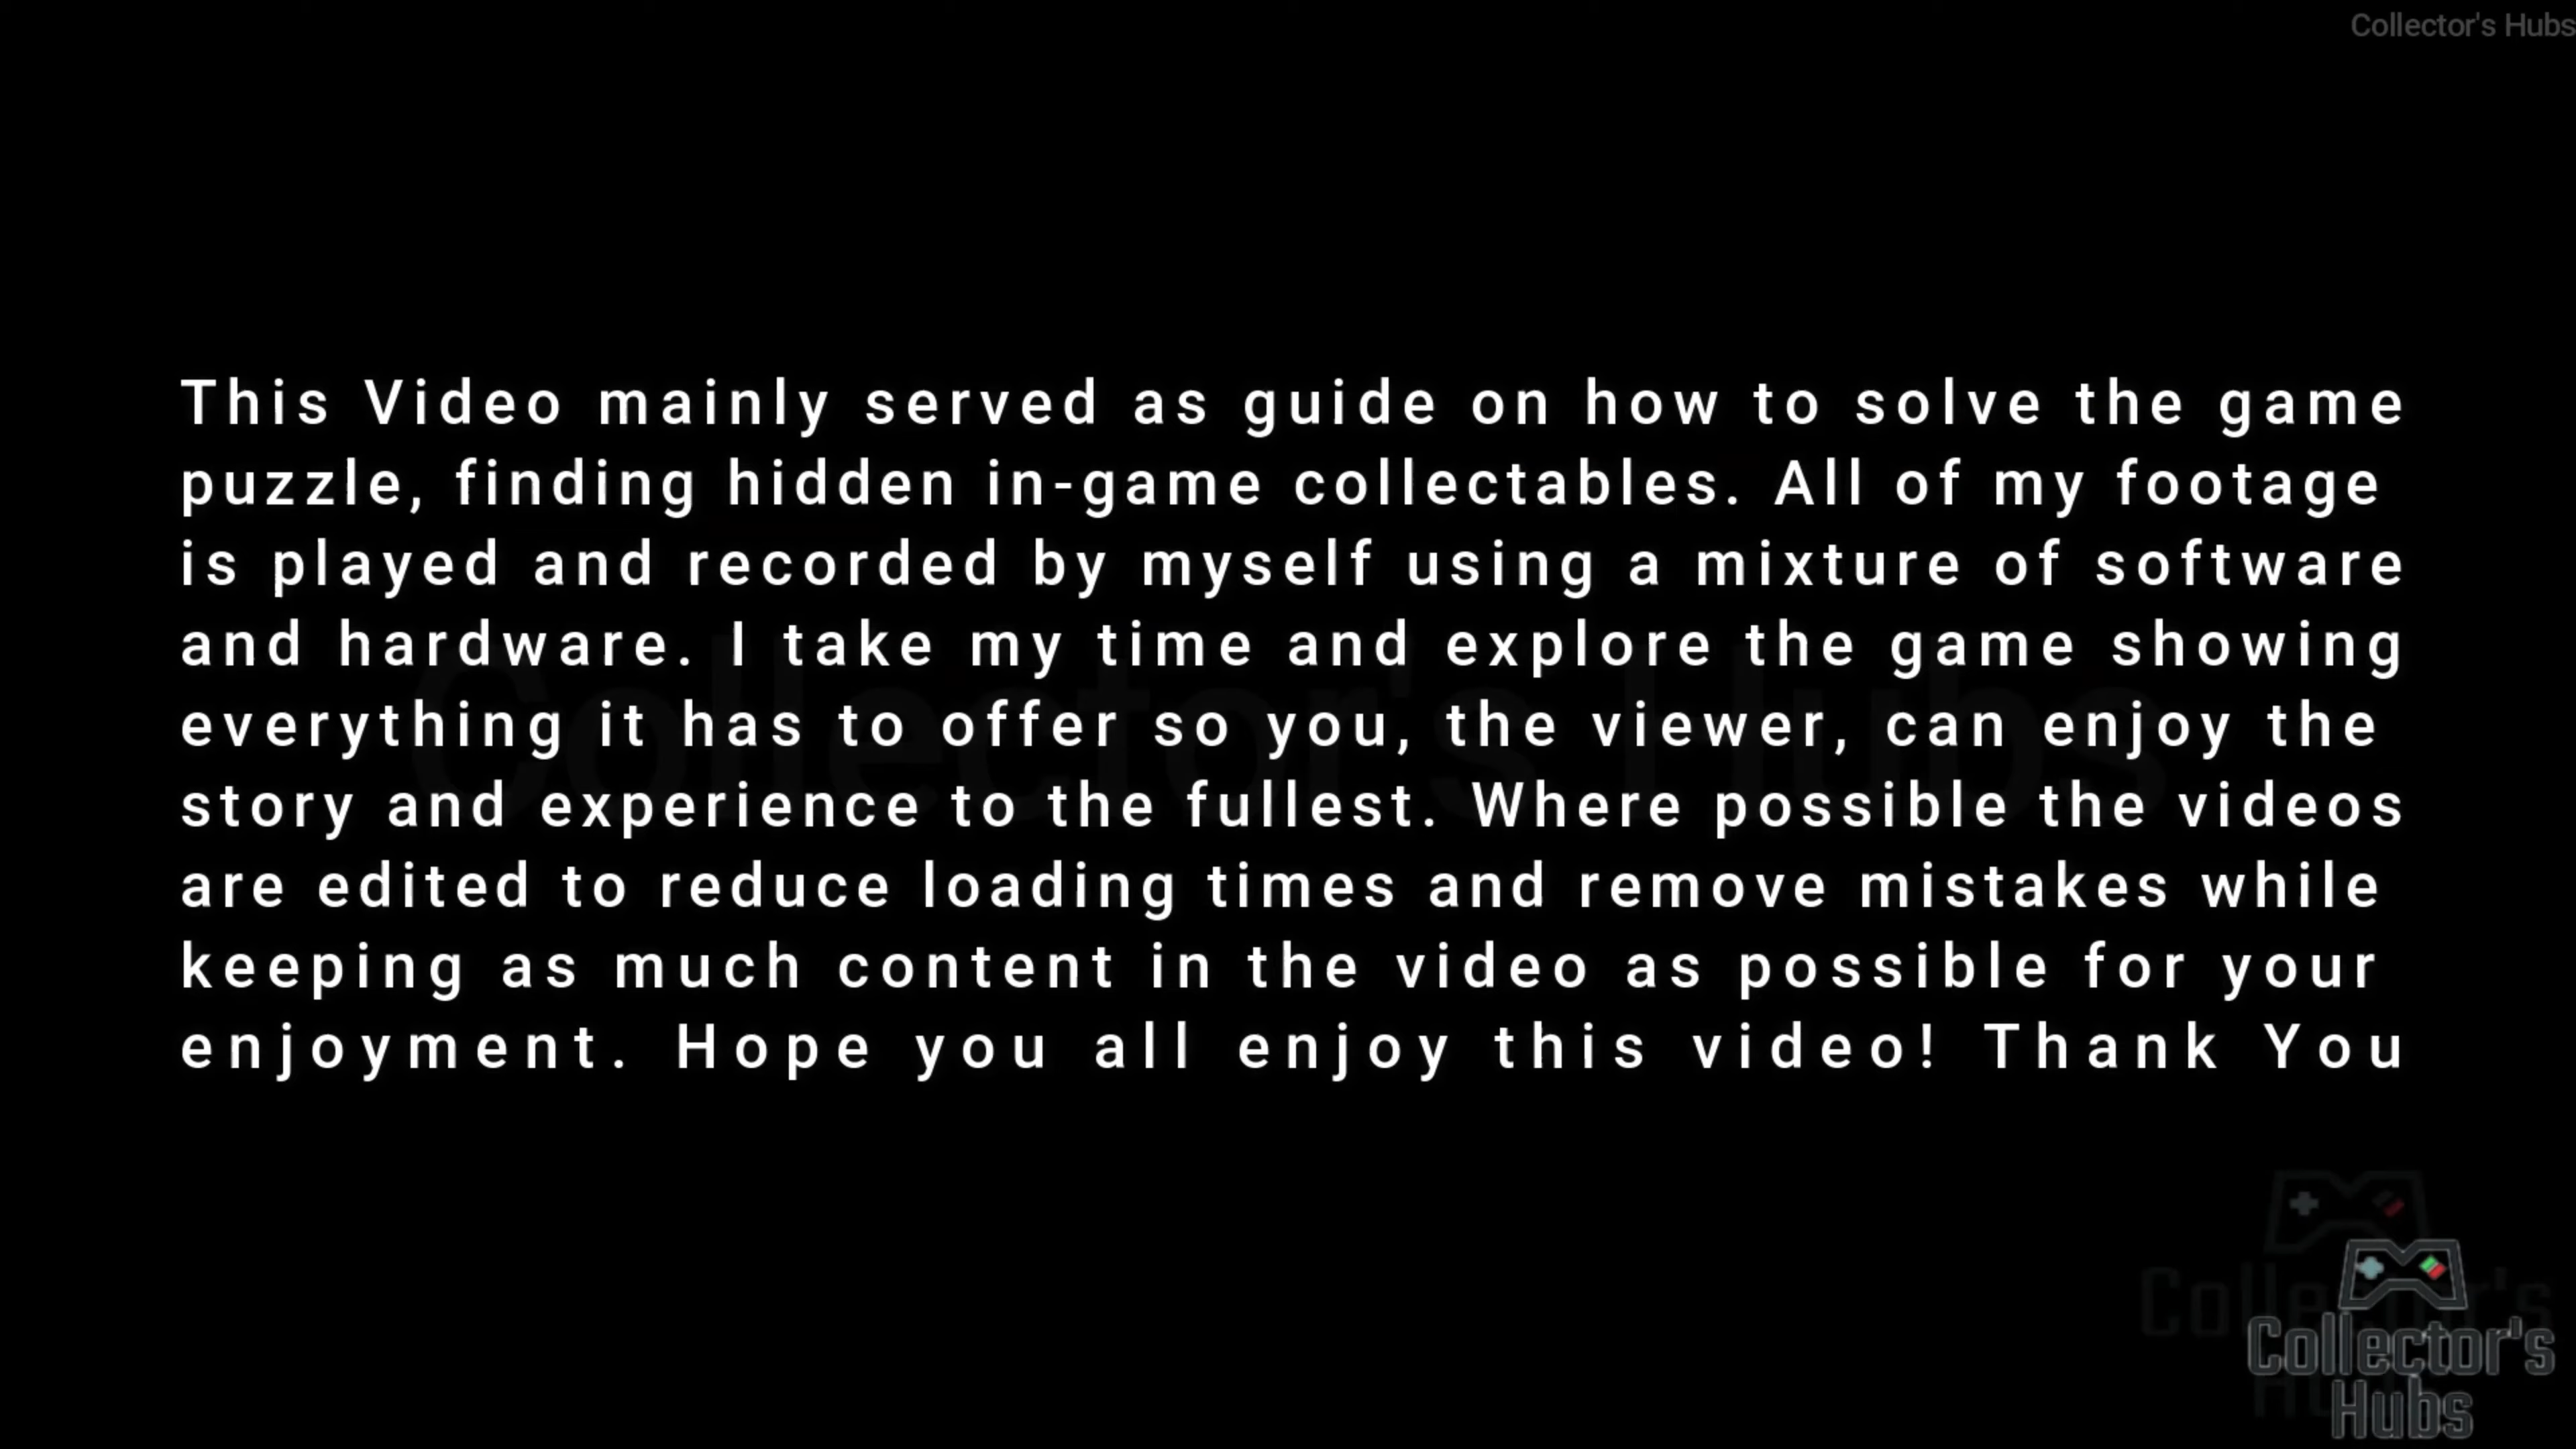 Collector's Hubs
This Video mainly served as guide on how to solve the game
puzzle, finding hidden in-game collectables. All of my footage
is played and recorded by myself using a mixture of software
and hardware. I take my time and explore the game showing
everything it has to offer so you, the viewer, can enjoy the
story and experience to the fullest. Where possible the videos
are edited to reduce loading times and remove mistakes while
keeping as much content in the video as possible for your
enjoyment. Hope you all enjoy this video! Thank You
Collector's Hubs
Collector's
Hubs